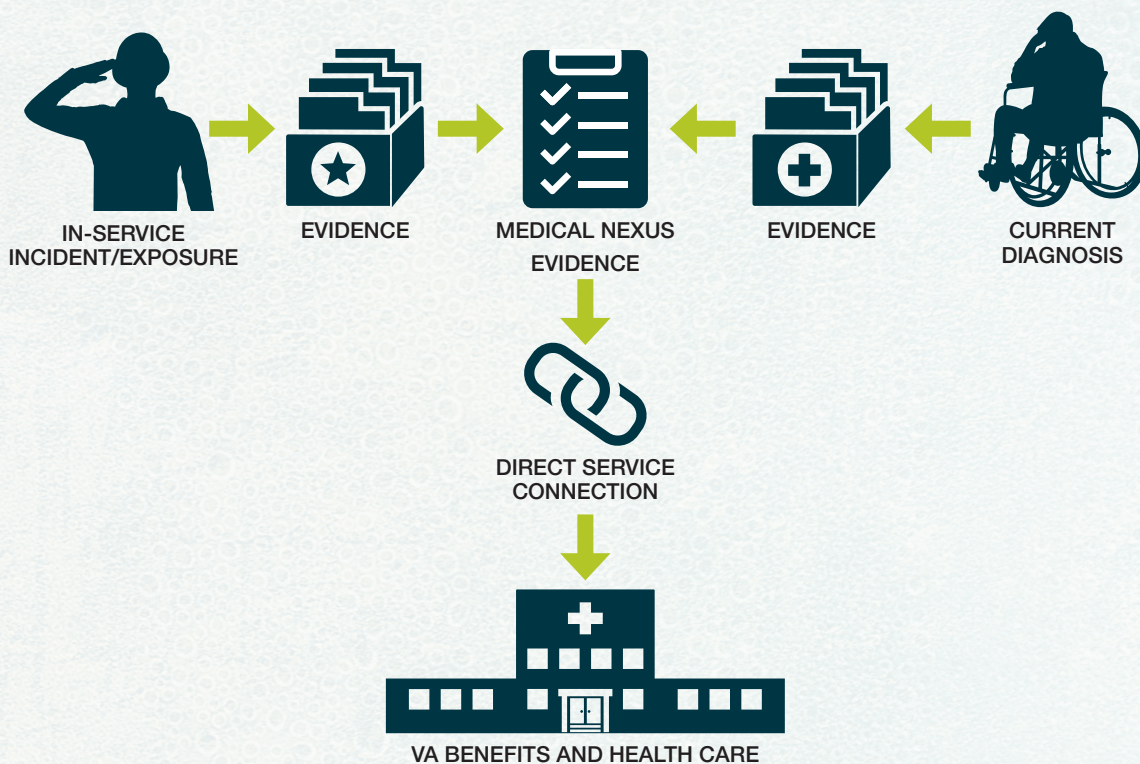 IN-SERVICE
INCIDENT/EXPOSURE
EVIDENCE
MEDICAL NEXUS
EVIDENCE
EVIDENCE
CURRENT
DIAGNOSIS
DIRECT SERVICE
CONNECTION
VA BENEFITS AND HEALTH CARE